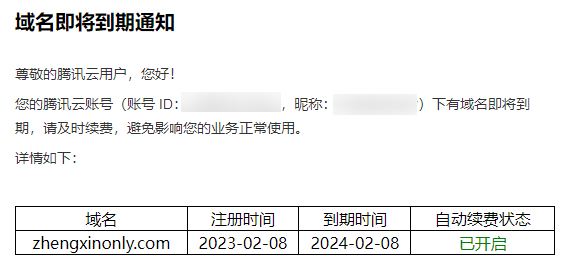 域名即将到期通知
尊敬的腾讯云用户，您好！
您的腾讯云账号（账号 ID： ，昵称： ）下有域名即将到
期，请及时续费，避免影响您的业务正常使用。
详情如下：
域名 注册时间 到期时间 自动续费状态
zhengxinonly.com 2023-02-08 2024-02-08 已开启